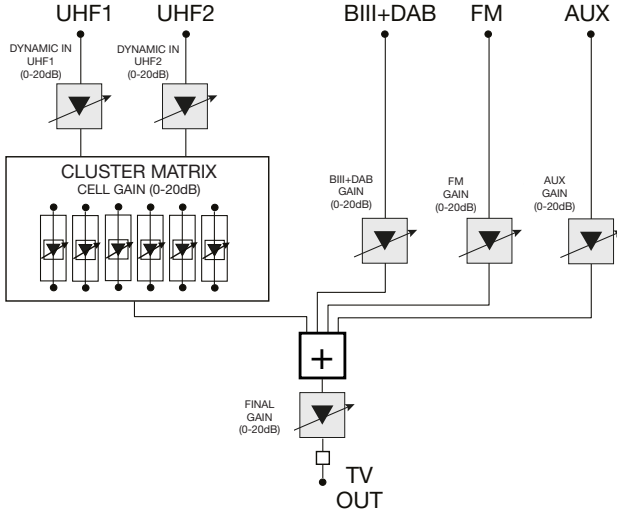 UHF1
UHF2
BIII+DAB
FM
AUX
DYNAMIC IN
UHF1
(0-20dB)
DYNAMIC IN
UHF2
(0-20dB)
CLUSTER MATRIX
CELL GAIN (0-20dB)
BIII+DAB
GAIN
(0-20dB)
FM
GAIN
(0-20dB)
AUX
GAIN
(0-20dB)
+
FINAL
GAIN
(0-20dB)
TV
OUT